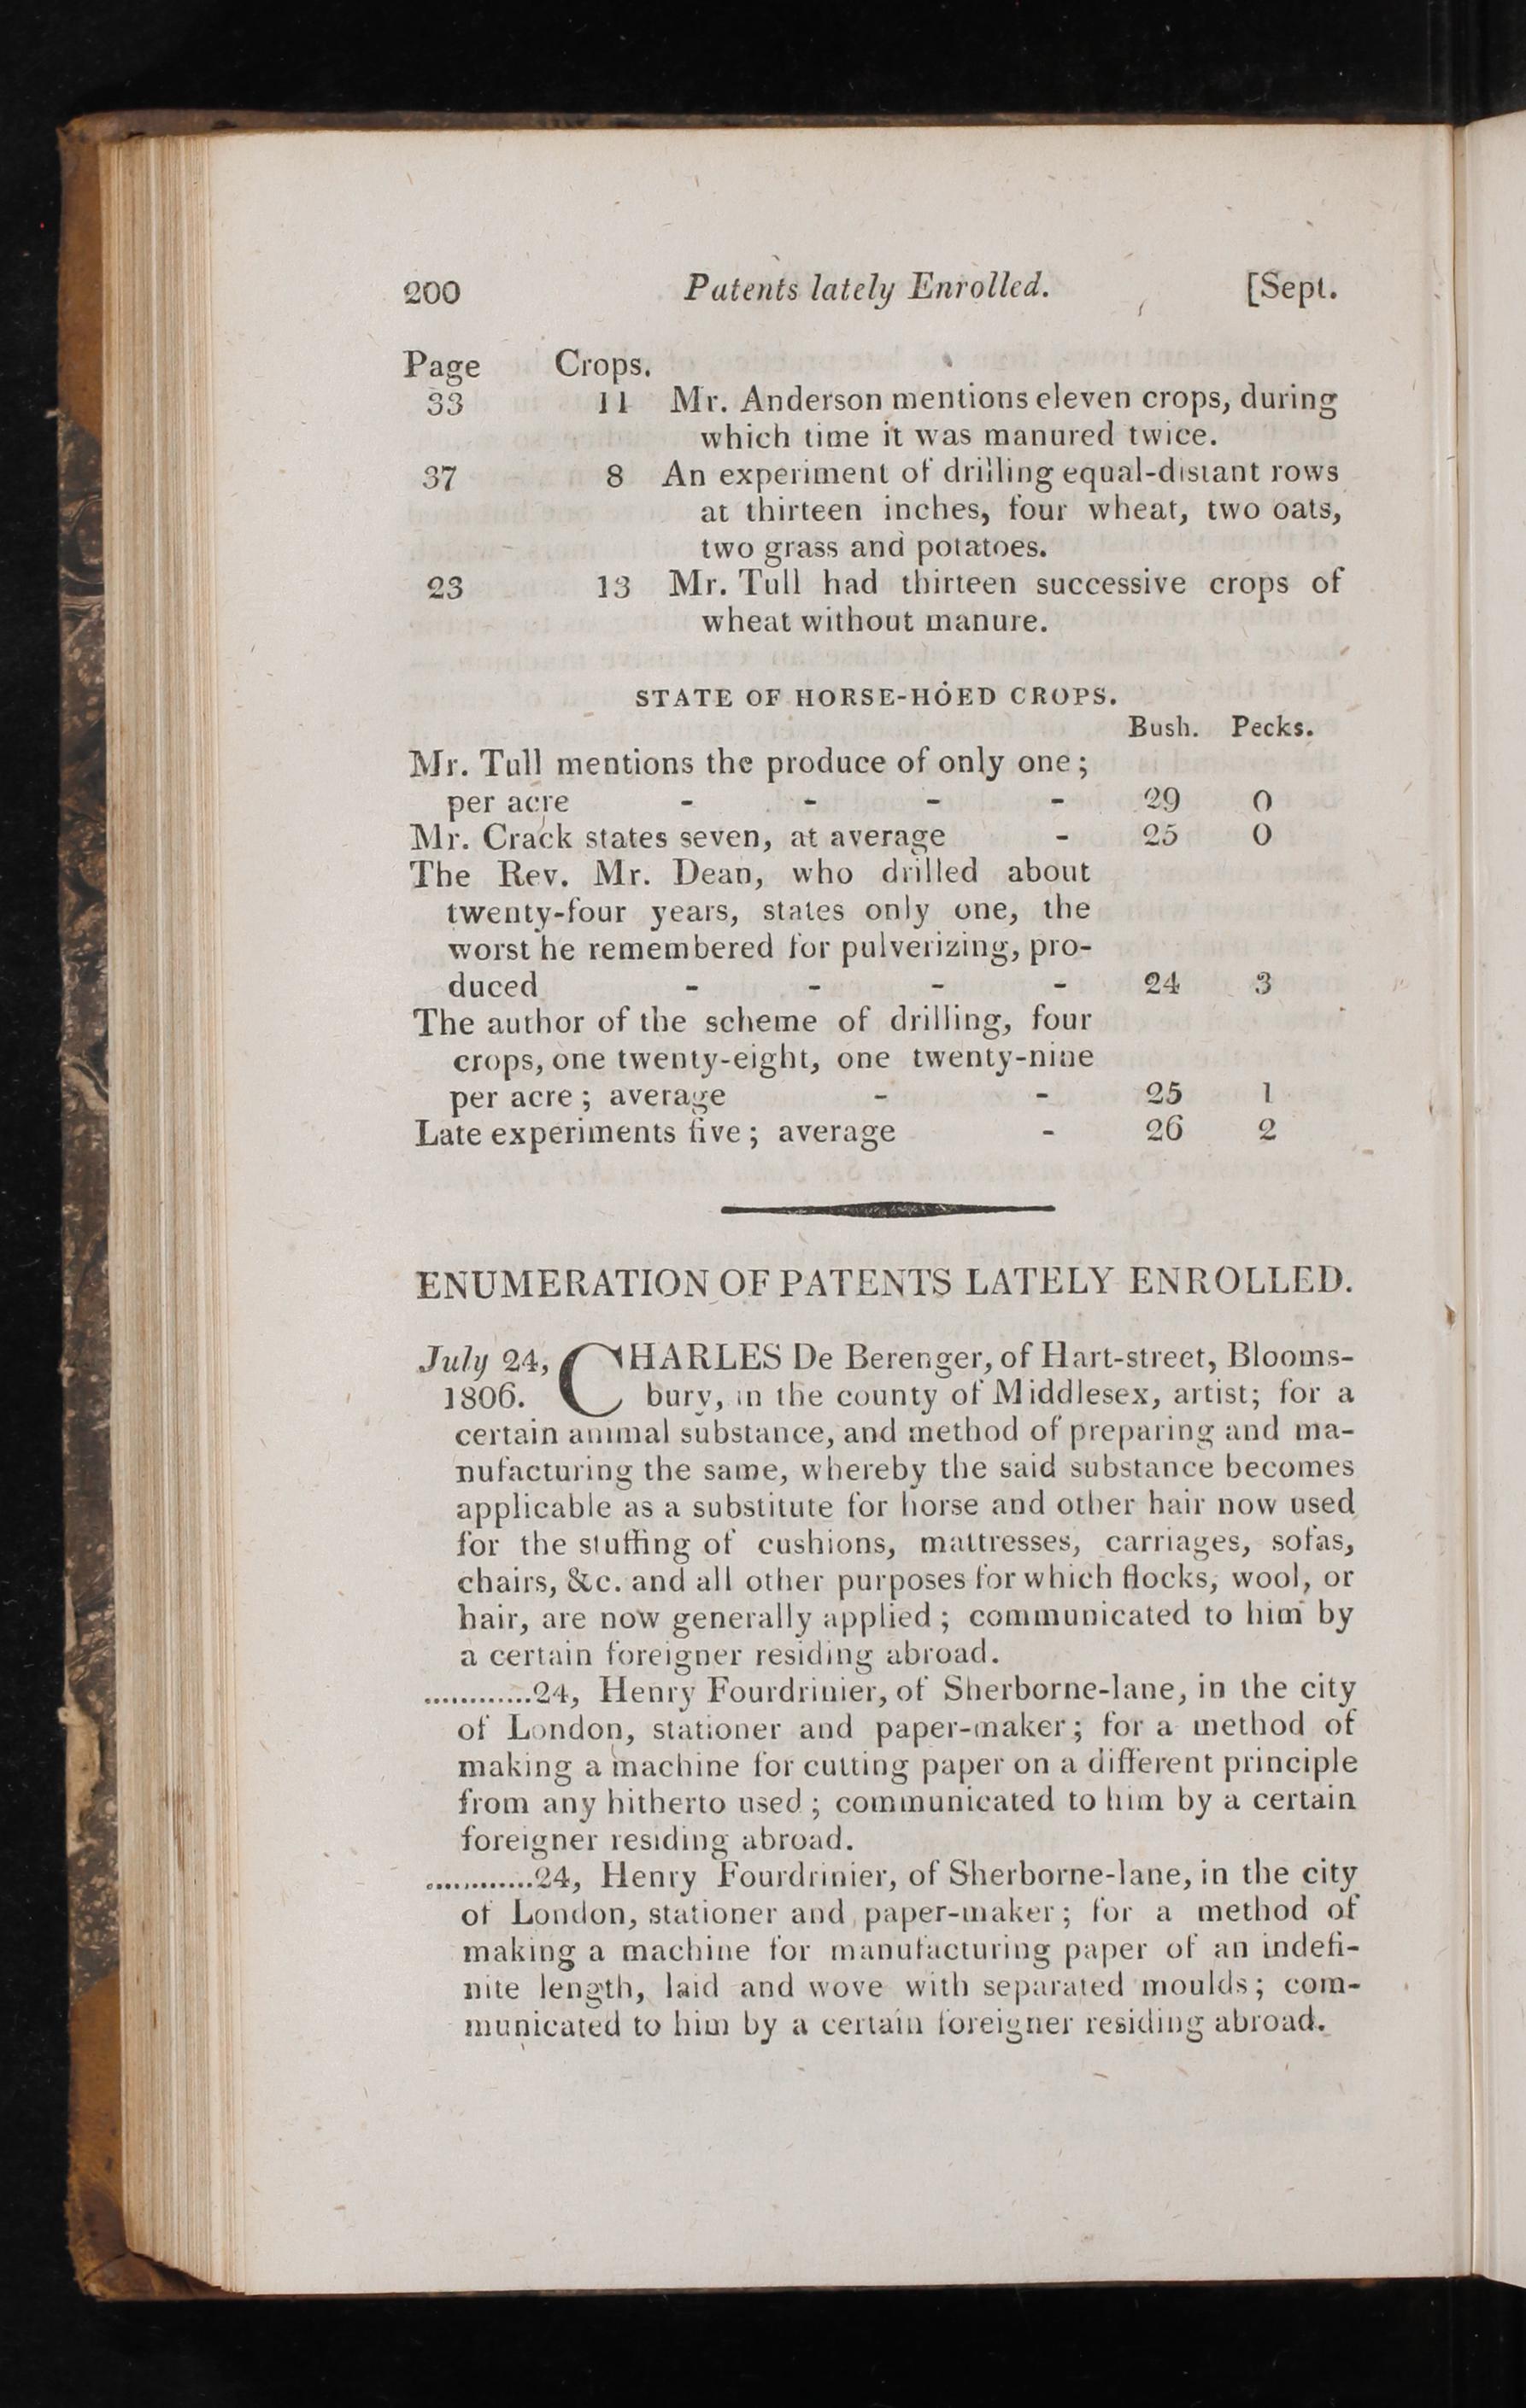 200 Patents lately Enrolled. [Sept.
Page Crops.
33 11 Mr. Anderson mentions eleven crops, during
which time it was manured twice.
37 8 An experiment of drilling equal-distant rows
at thirteen inches, four wheat, two oats,
two grass and potatoes.
23 13 Mr. Tull had thirteen successive crops of
wheat without manure.
STATE OF HORSE-HOED CROPS.
Bush. Pecks.
Mr. Tull mentions the produce of only one;
per acre - - - - 29 0
Mr. Crack states seven, at average - 25 0
The Rev. Mr. Dean, who drilled about
twenty-four years, states only one, the
worst he remembered for pulverizing, pro-
duced - - - - 24 3
The author of the scheme of drilling, four
crops, one twenty-eight, one twenty-nine
per acre; average - - 25 1
Late experiments five; average - 26 2
ENUMERATION OF PATENTS LATELY ENROLLED.
July 24, CHARLES De Berenger, of Hart-street, Blooms-
1806. bury, in the county of Middlesex, artist; for a
certain animal substance, and method of preparing and ma-
nufacturing the same, whereby the said substance becomes
applicable as a substitute for horse and other hair now used
for the stuffing of cushions, mattresses, carriages, sofas,
chairs, &c. and all other purposes for which flocks, wool, or
hair, are now generally applied; communicated to him by
a certain foreigner residing abroad.
............24, Henry Fourdrinier, of Sherborne-lane, in the city
of London, stationer and paper-maker; for a method of
making a machine for cutting paper on a different principle
from any hitherto used; communicated to him by a certain
foreigner residing abroad.
............24, Henry Fourdrinier, of Sherborne-lane, in the city
of London, stationer and paper-maker; for a method of
making a machine for manufacturing paper of an indefi-
nite length, laid and wove with separated moulds; com-
municated to him by a certain foreigner residing abroad.